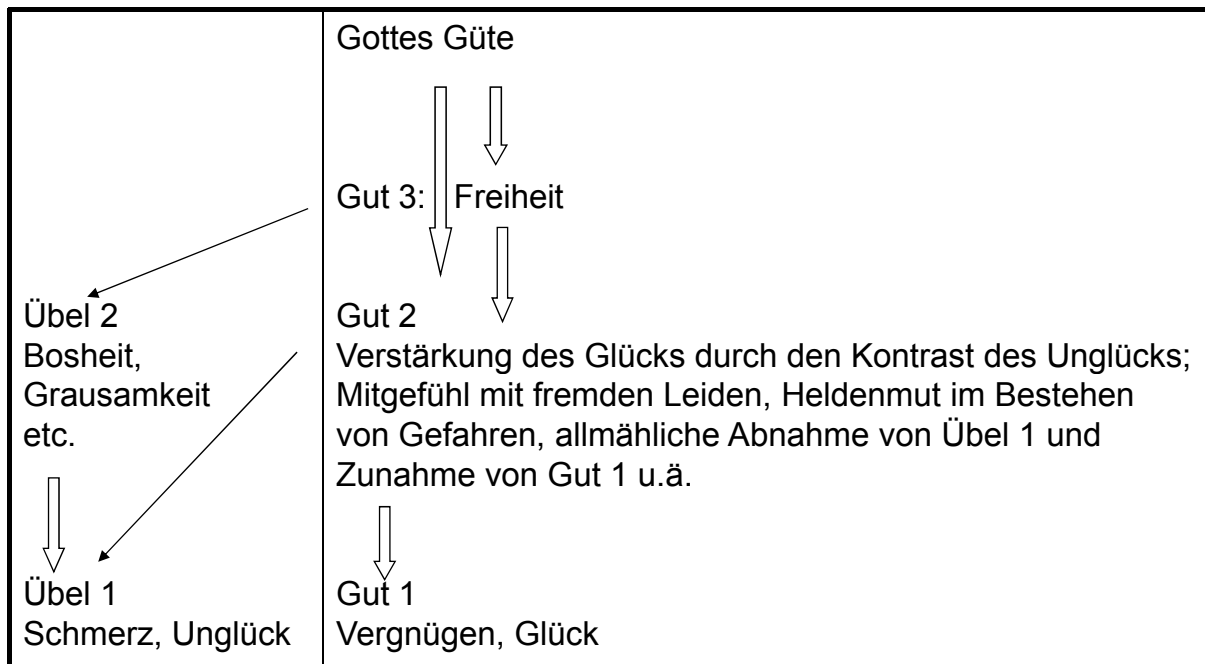 Gottes Güte
Gut 3: Freiheit
Übel 2
Bosheit,
Grausamkeit
etc.
Gut 2
Verstärkung des Glücks durch den Kontrast des Unglücks;
Mitgefühl mit fremden Leiden, Heldenmut im Bestehen
von Gefahren, allmähliche Abnahme von Übel 1 und
Zunahme von Gut 1 u.ä.
Übel 1
Schmerz, Unglück
Gut 1
Vergnügen, Glück